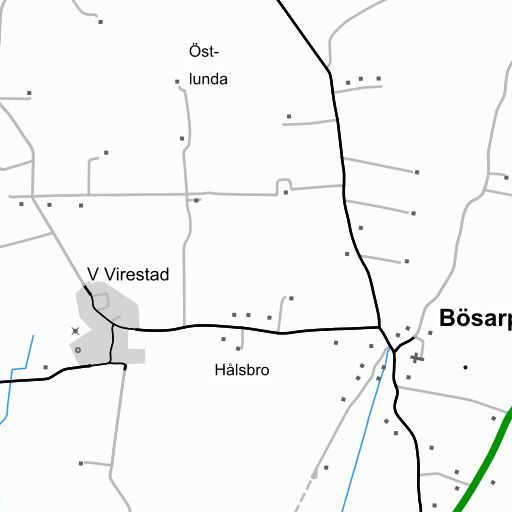 Öst-
lunda
V Virestad
Bösarp
Hålsbro